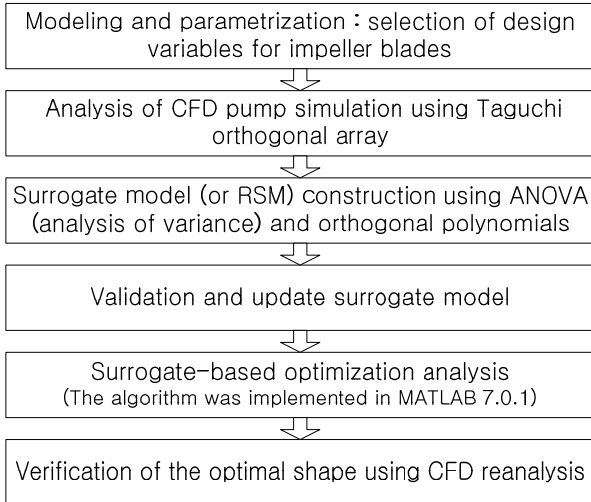 Modeling and parametrization : selection of design
variables for impeller blades
Analysis of CFD pump simulation using Taguchi
orthogonal array
Surrogate model (or RSM) construction using ANOVA
(analysis of variance) and orthogonal polynomials
Validation and update surrogate model
Surrogate-based optimization analysis
(The algorithm was implemented in MATLAB 7.0.1)
Verification of the optimal shape using CFD reanalysis